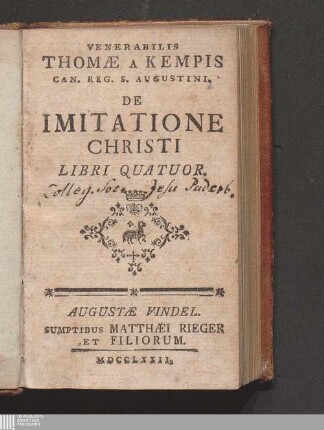 VENERABILIS
THOMÆ A KEMPIS
CAN. REG. S. AUGUSTINI,
DE
IMITATIONE
CHRISTI
LIBRI QUATUOR.
Colleg. Soc. Jesu Paderb.
AUGUSTÆ VINDEL.
SUMPTIBUS MATTHÆI RIEGER
ET FILIORUM.
MDCCLXXII.